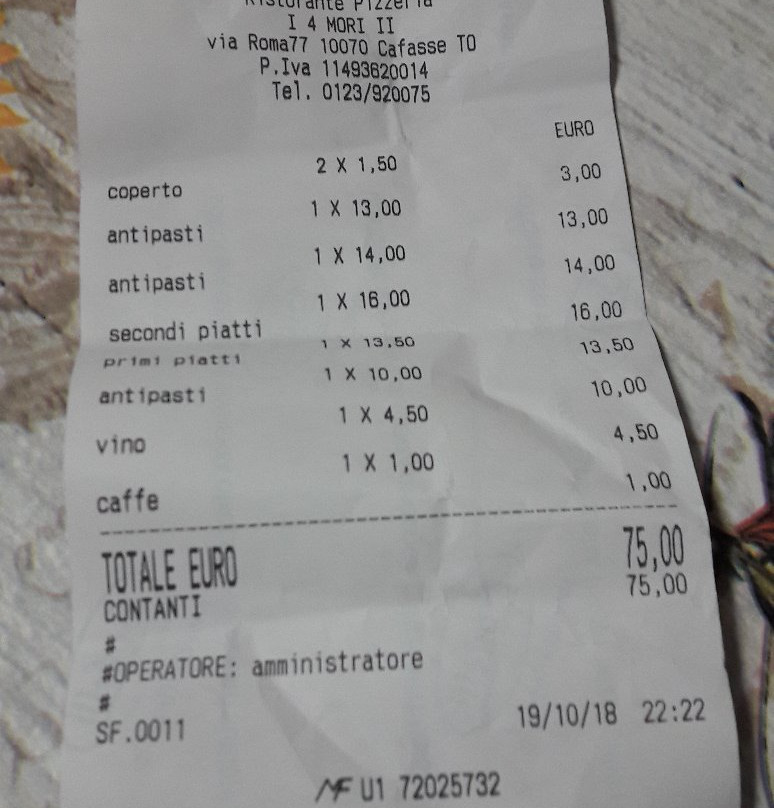 Ristorante Pizzeria
I 4 MORI II
via Roma77 10070 Cafasse TO
P.Iva 11493620014
Tel. 0123/920075
EURO
2 X 1,50
coperto 3,00
1 X 13,00
antipasti 13,00
1 X 14,00
antipasti 14,00
1 X 16,00
secondi piatti 16,00
1 X 13,50
primi piatti 13,50
1 X 10,00
antipasti 10,00
1 X 4,50
vino 4,50
1 X 1,00
caffe 1,00
TOTALE EURO 75,00
CONTANTI 75,00
#
#OPERATORE: amministratore
#
SF.0011 19/10/18 22:22
MF U1 72025732